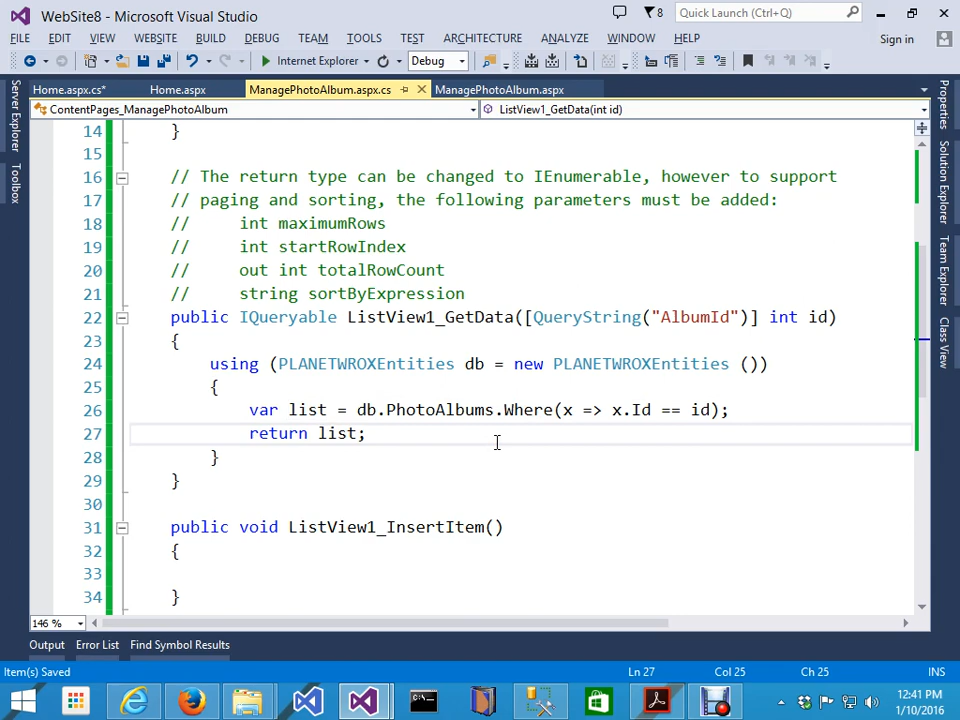 WebSite8 - Microsoft Visual Studio
8
Quick Launch (Ctrl+Q)
FILE EDIT VIEW WEBSITE BUILD DEBUG TEAM TOOLS TEST ARCHITECTURE ANALYZE WINDOW HELP
Sign in
Internet Explorer
Debug
Home.aspx.cs*
Home.aspx
ManagePhotoAlbum.aspx.cs
ManagePhotoAlbum.aspx
ContentPages_ManagePhotoAlbum
ListView1_GetData(int id)
Server Explorer
Toolbox
Properties
Solution Explorer
Team Explorer
Class View
14 }
15
16 // The return type can be changed to IEnumerable, however to support
17 // paging and sorting, the following parameters must be added:
18 //     int maximumRows
19 //     int startRowIndex
20 //     out int totalRowCount
21 //     string sortByExpression
22 public IQueryable ListView1_GetData([QueryString("AlbumId")] int id)
23 {
24 using (PLANETWROXEntities db = new PLANETWROXEntities ())
25 {
26 var list = db.PhotoAlbums.Where(x => x.Id == id);
27 return list;
28 }
29 }
30
31 public void ListView1_InsertItem()
32 {
33
34 }
146 %
Output
Error List
Find Symbol Results
Item(s) Saved
Ln 27
Col 25
Ch 25
INS
12:41 PM
1/10/2016